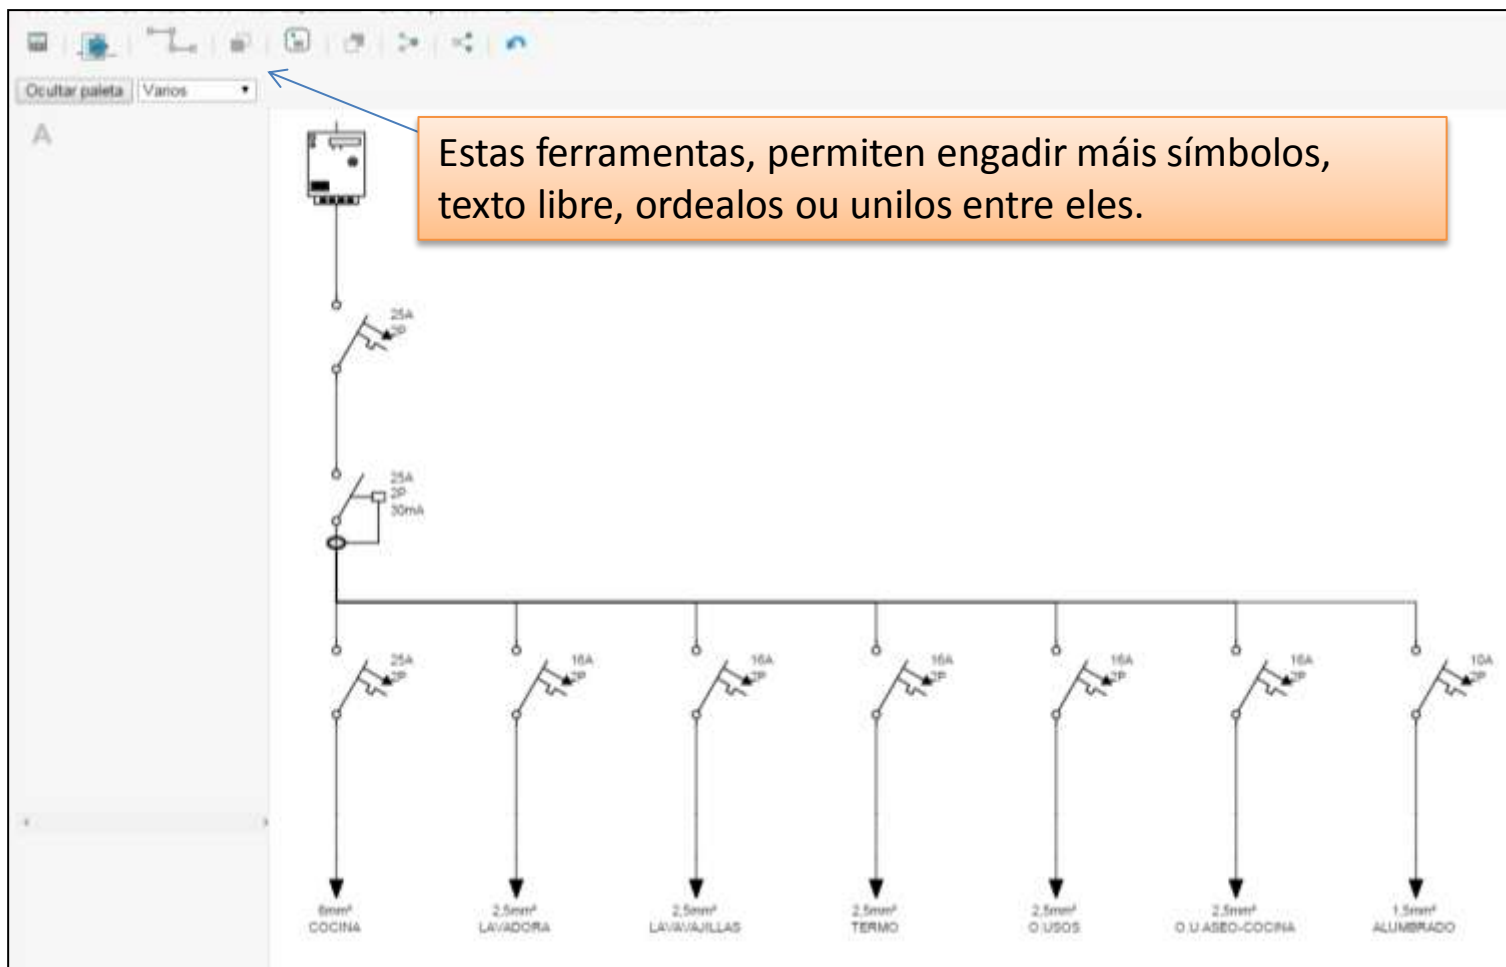 Ocultar paleta Varios
A
Estas ferramentas, permiten engadir máis símbolos,
texto libre, ordealos ou unilos entre eles.
25A
2P
25A
2P
30mA
25A 16A 16A 16A 16A 16A 10A
2P 2P 2P 2P 2P 2P 2P
6mm² 2,5mm² 2,5mm² 2,5mm² 2,5mm² 2,5mm² 1,5mm²
COCINA LAVADORA LAVAVAJILLAS TERMO O.USOS O.U.ASEO-COCINA ALUMBRADO